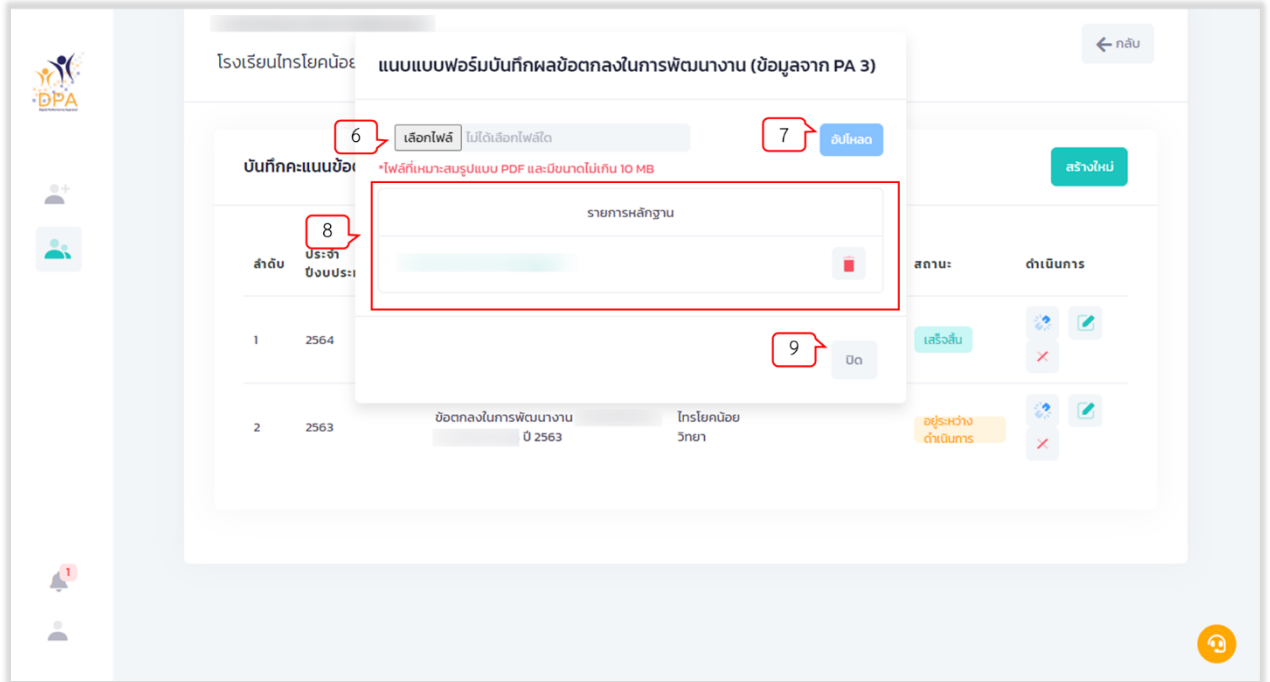 โรงเรียนไทรโยคน้อย
กลับ
DPA
แนบแบบฟอร์มบันทึกผลข้อตกลงในการพัฒนางาน (ข้อมูลจาก PA 3)
6
เลือกไฟล์ ไม่ได้เลือกไฟล์ใด
7
อัปโหลด
*ไฟล์ที่เหมาะสมรูปแบบ PDF และมีขนาดไม่เกิน 10 MB
บันทึกคะแนนข้อ
สร้างใหม่
8
รายการหลักฐาน
ลำดับ
ประจำ
ปีงบประ
สถานะ
ดำเนินการ
1 2564 เสร็จสิ้น
9
ปิด
2 2563
ข้อตกลงในการพัฒนางาน
ปี 2563
ไทรโยคน้อย
วิทยา
อยู่ระหว่าง
ดำเนินการ
1